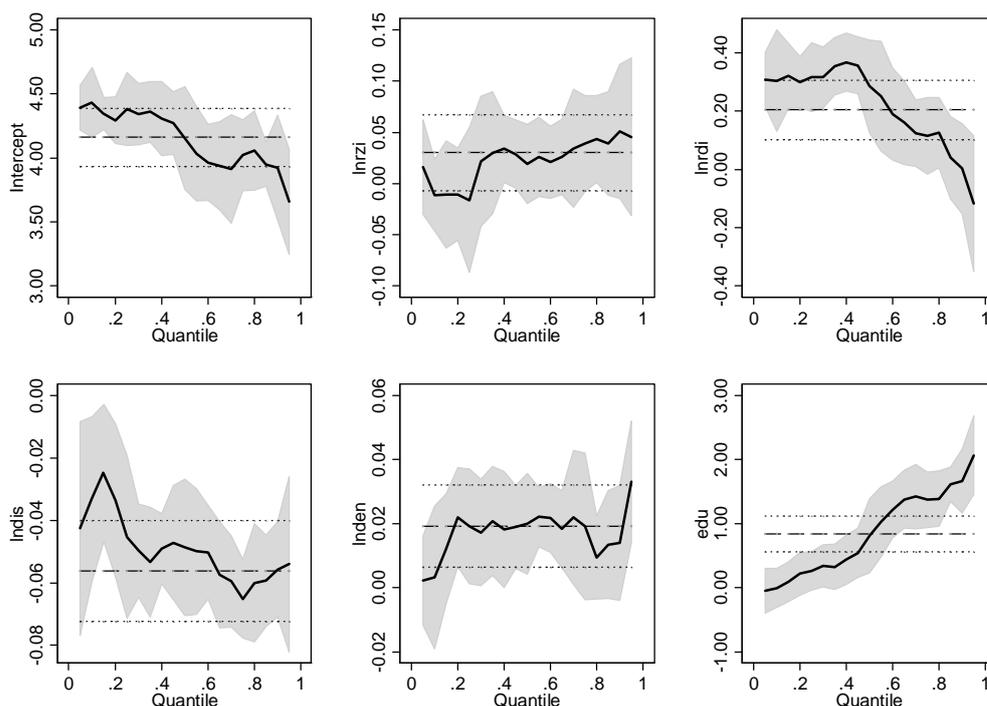 5.00
4.50
4.00
3.50
3.00
Intercept
0 .2 .4 .6 .8 1
Quantile
0.15
0.10
0.05
0.00
-0.05
-0.10
lnrzi
0 .2 .4 .6 .8 1
Quantile
0.40
0.20
0.00
-0.20
-0.40
lnrdi
0 .2 .4 .6 .8 1
Quantile
0.00
-0.02
-0.04
-0.06
-0.08
lndis
0 .2 .4 .6 .8 1
Quantile
0.06
0.04
0.02
0.00
-0.02
lnden
0 .2 .4 .6 .8 1
Quantile
3.00
2.00
1.00
0.00
-1.00
edu
0 .2 .4 .6 .8 1
Quantile